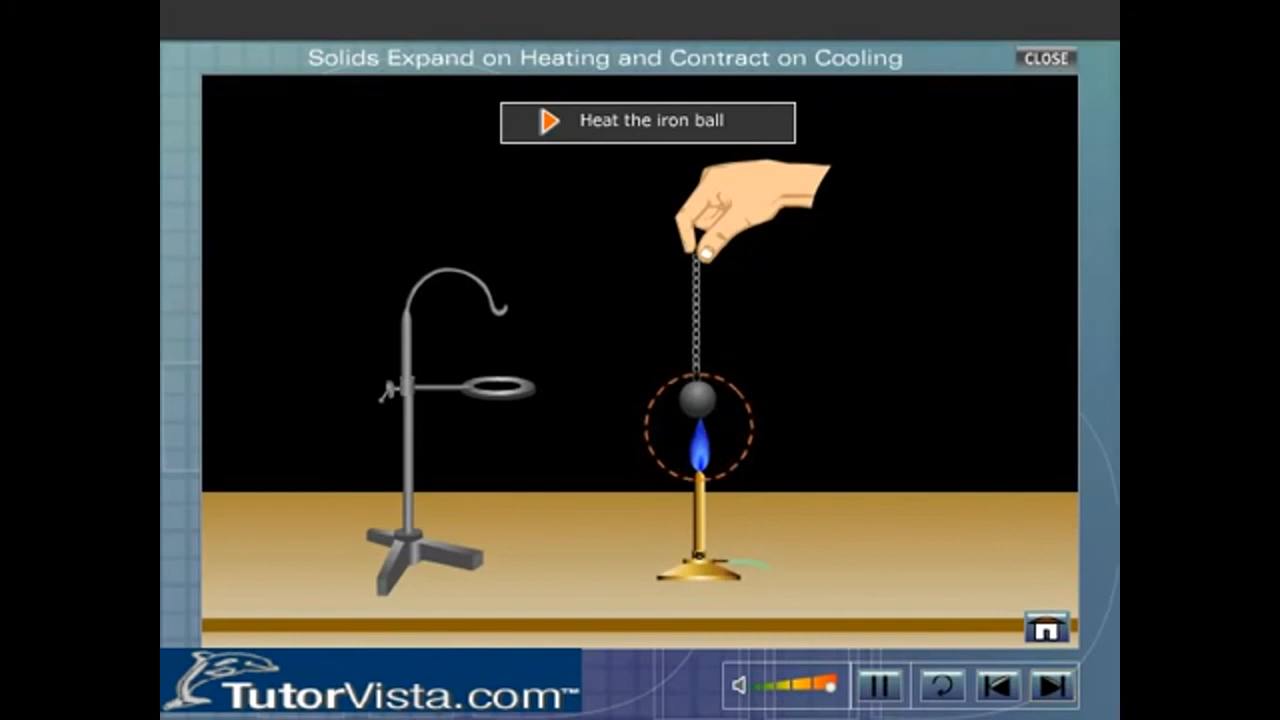 Solids Expand on Heating and Contract on Cooling
CLOSE
Heat the iron ball
TutorVista.com™